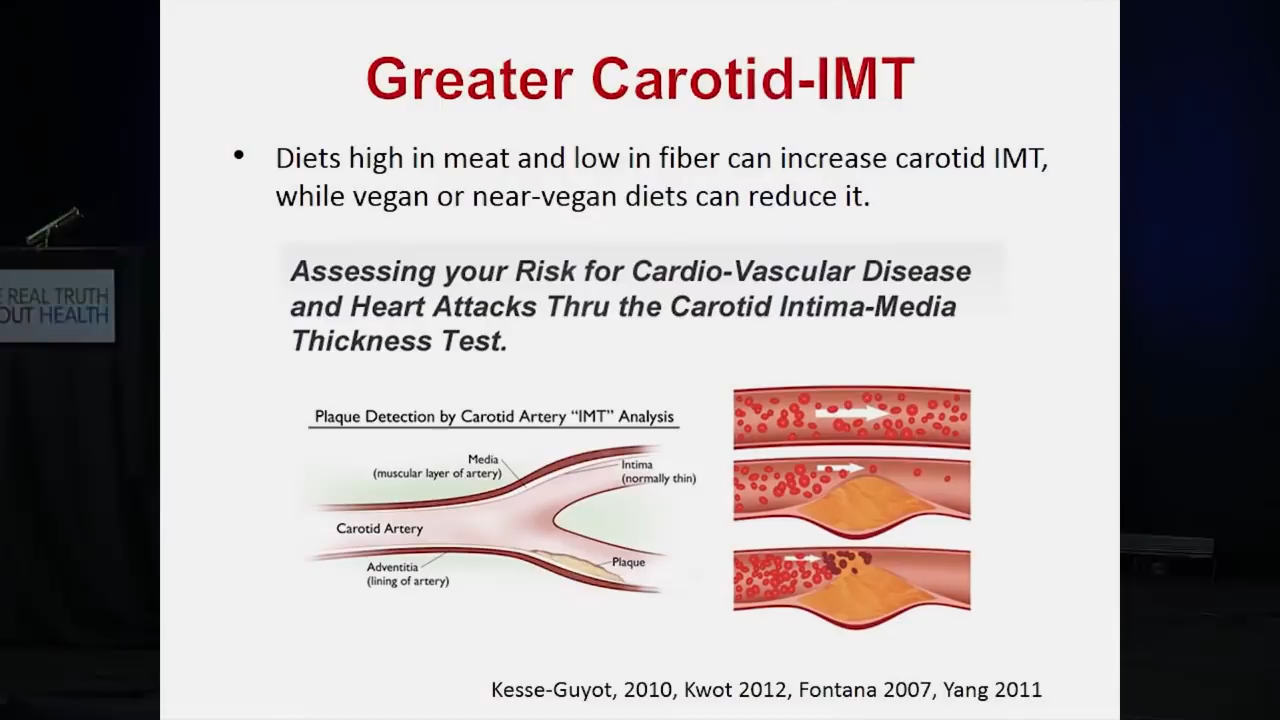 Greater Carotid-IMT
• Diets high in meat and low in fiber can increase carotid IMT,
while vegan or near-vegan diets can reduce it.
Assessing your Risk for Cardio-Vascular Disease
and Heart Attacks Thru the Carotid Intima-Media
Thickness Test.
Plaque Detection by Carotid Artery “IMT” Analysis
Media
(muscular layer of artery)
Intima
(normally thin)
Carotid Artery
Adventitia
(lining of artery)
Plaque
Kesse-Guyot, 2010, Kwot 2012, Fontana 2007, Yang 2011
REAL TRUTH
OUT HEALTH